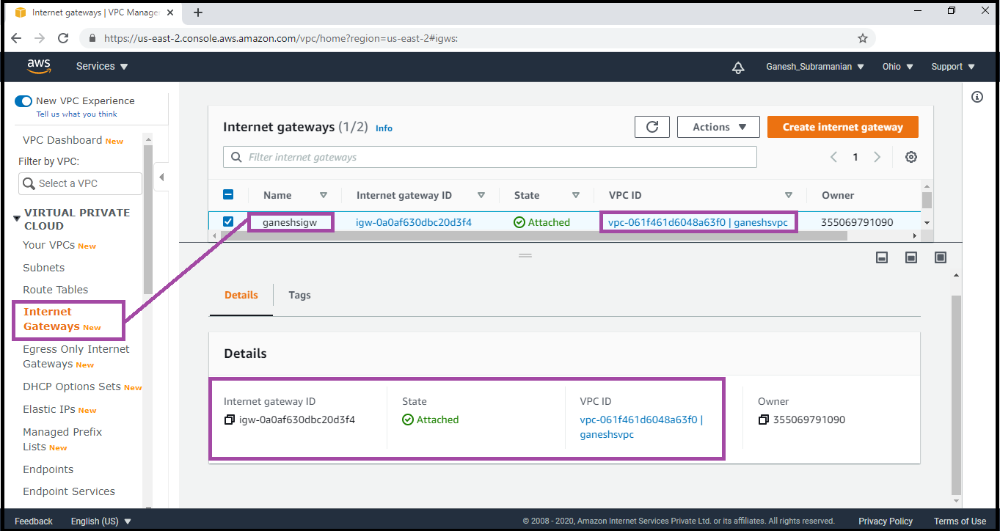 Internet gateways | VPC Manage
https://us-east-2.console.aws.amazon.com/vpc/home?region=us-east-2#igws:
aws
Services
Ganesh_Subramanian
Ohio
Support
New VPC Experience
Tell us what you think
VPC Dashboard New
Filter by VPC:
Select a VPC
VIRTUAL PRIVATE
CLOUD
Your VPCs New
Subnets
Route Tables
Internet
Gateways New
Egress Only Internet
Gateways New
DHCP Options Sets New
Elastic IPs New
Managed Prefix
Lists New
Endpoints
Endpoint Services
Internet gateways (1/2) Info
Actions
Create internet gateway
Filter internet gateways
1
Name Internet gateway ID State VPC ID Owner
ganeshsigw igw-0a0af630dbc20d3f4 Attached vpc-061f461d6048a63f0 | ganeshsvpc 355069791090
Details Tags
Details
Internet gateway ID State VPC ID Owner
igw-0a0af630dbc20d3f4 Attached vpc-061f461d6048a63f0 | 355069791090
ganeshsvpc
Feedback English (US) © 2008 - 2020, Amazon Internet Services Private Ltd. or its affiliates. All rights reserved. Privacy Policy Terms of Use